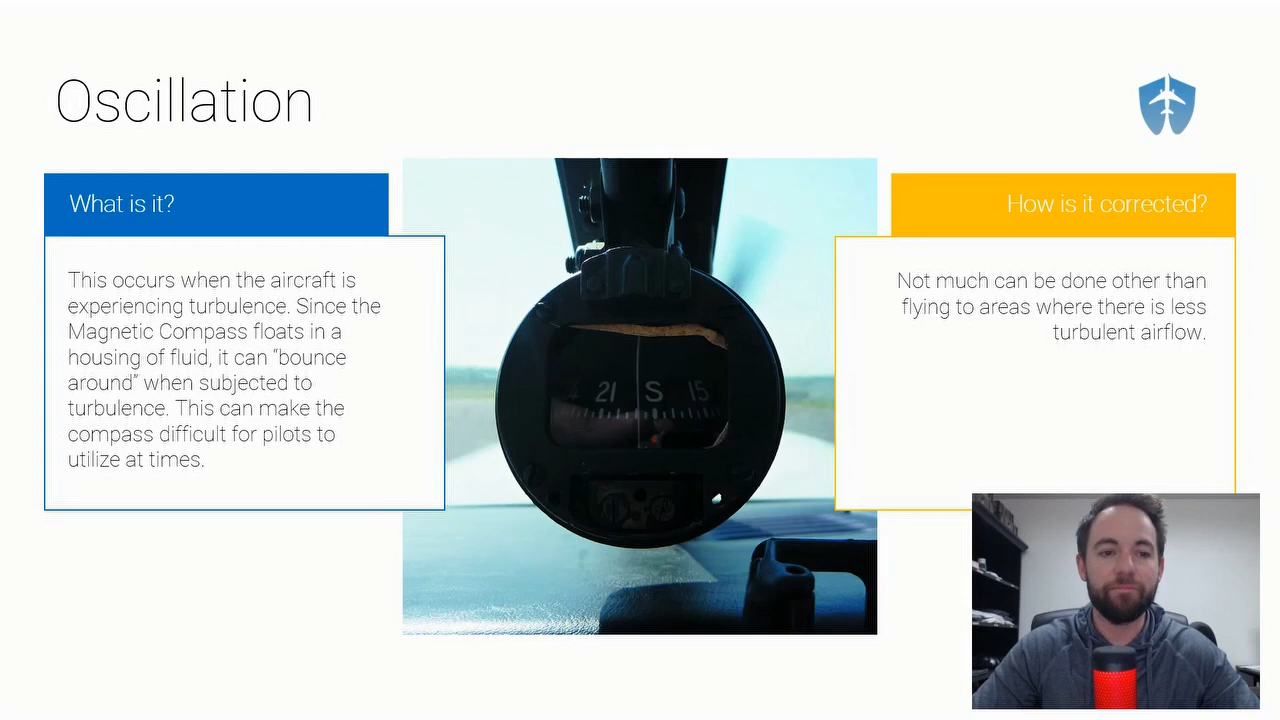 Oscillation
What is it?
This occurs when the aircraft is
experiencing turbulence. Since the
Magnetic Compass floats in a
housing of fluid, it can “bounce
around” when subjected to
turbulence. This can make the
compass difficult for pilots to
utilize at times.
21 S 15
How is it corrected?
Not much can be done other than
flying to areas where there is less
turbulent airflow.